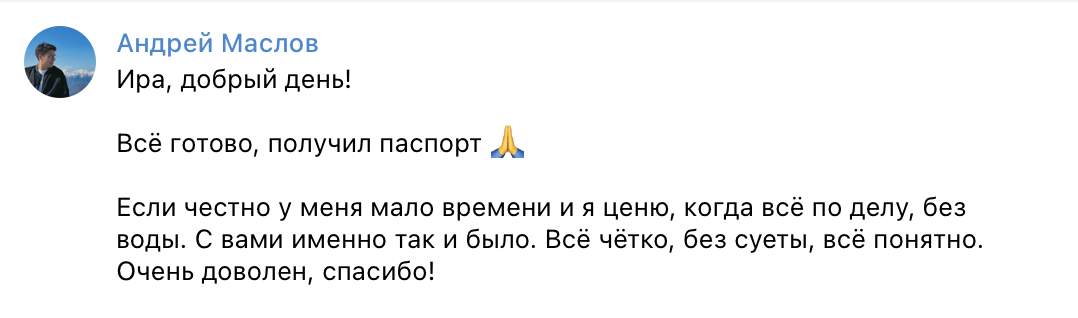 Андрей Маслов
Ира, добрый день!
Всё готово, получил паспорт 🙏
Если честно у меня мало времени и я ценю, когда всё по делу, без
воды. С вами именно так и было. Всё чётко, без суеты, всё понятно.
Очень доволен, спасибо!